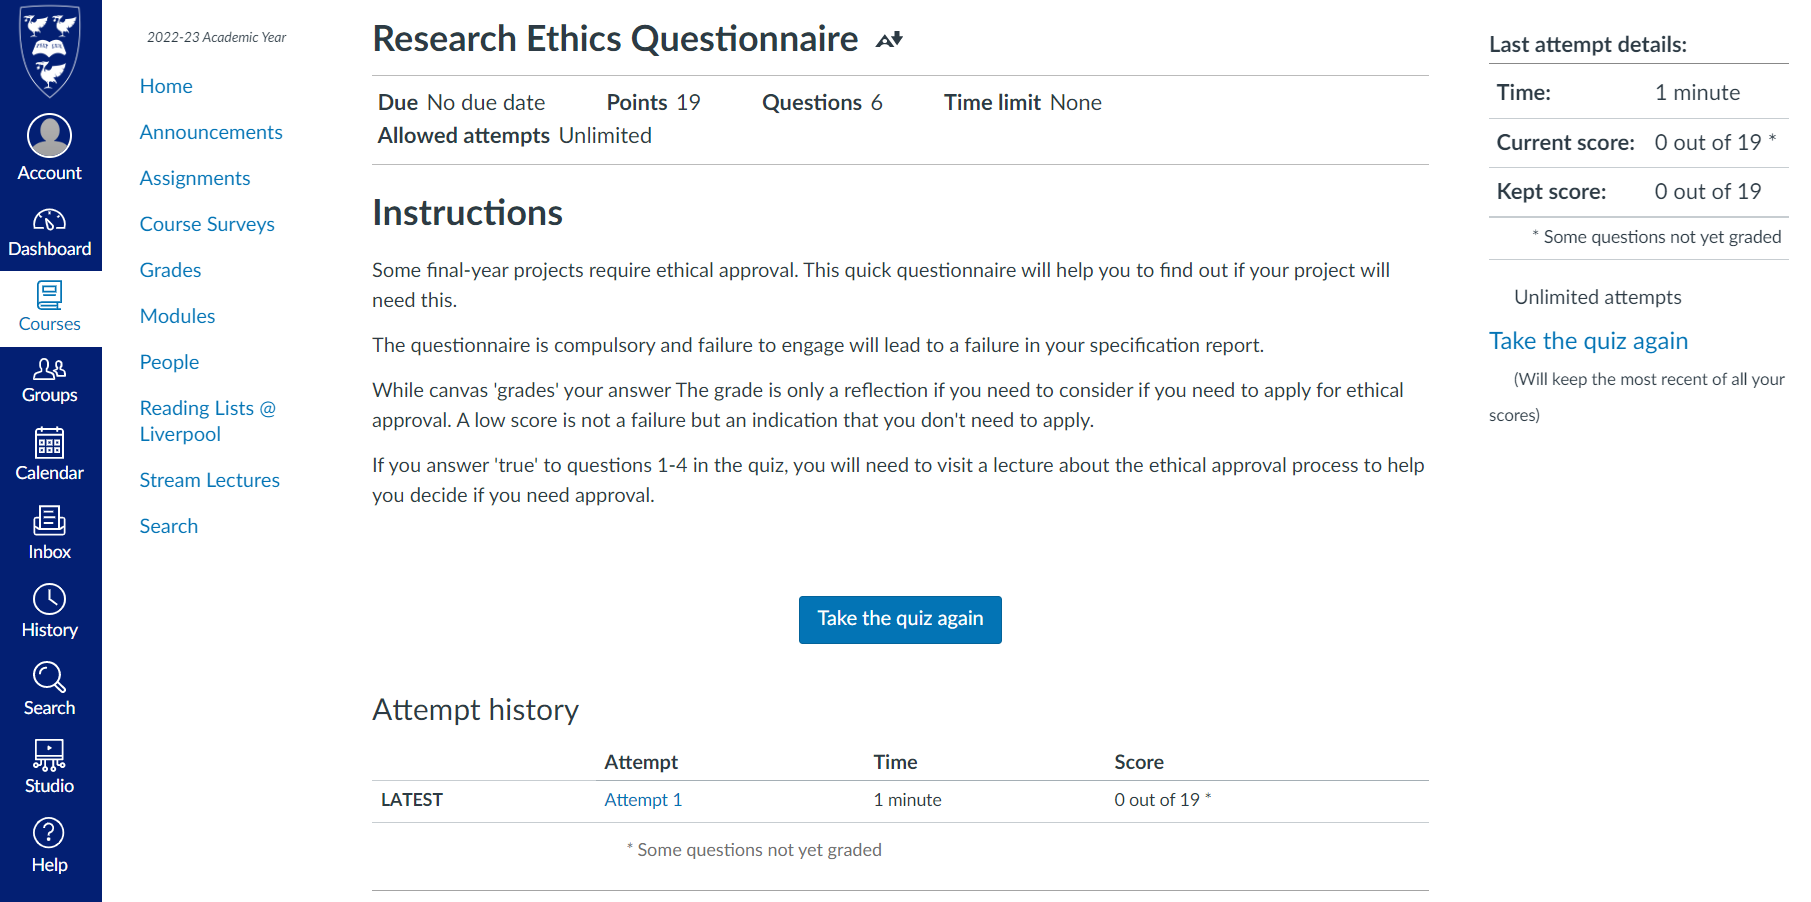 Account
Dashboard
Courses
Groups
Calendar
Inbox
History
Search
Studio
Help
2022-23 Academic Year
Home
Announcements
Assignments
Course Surveys
Grades
Modules
People
Reading Lists @
Liverpool
Stream Lectures
Search
Research Ethics Questionnaire
Due No due date Points 19 Questions 6 Time limit None
Allowed attempts Unlimited
Instructions
Some final-year projects require ethical approval. This quick questionnaire will help you to find out if your project will
need this.
The questionnaire is compulsory and failure to engage will lead to a failure in your specification report.
While canvas 'grades' your answer The grade is only a reflection if you need to consider if you need to apply for ethical
approval. A low score is not a failure but an indication that you don't need to apply.
If you answer 'true' to questions 1-4 in the quiz, you will need to visit a lecture about the ethical approval process to help
you decide if you need approval.
Take the quiz again
Attempt history
Attempt Time Score
LATEST Attempt 1 1 minute 0 out of 19 *
* Some questions not yet graded
Last attempt details:
Time: 1 minute
Current score: 0 out of 19 *
Kept score: 0 out of 19
* Some questions not yet graded
Unlimited attempts
Take the quiz again
(Will keep the most recent of all your
scores)